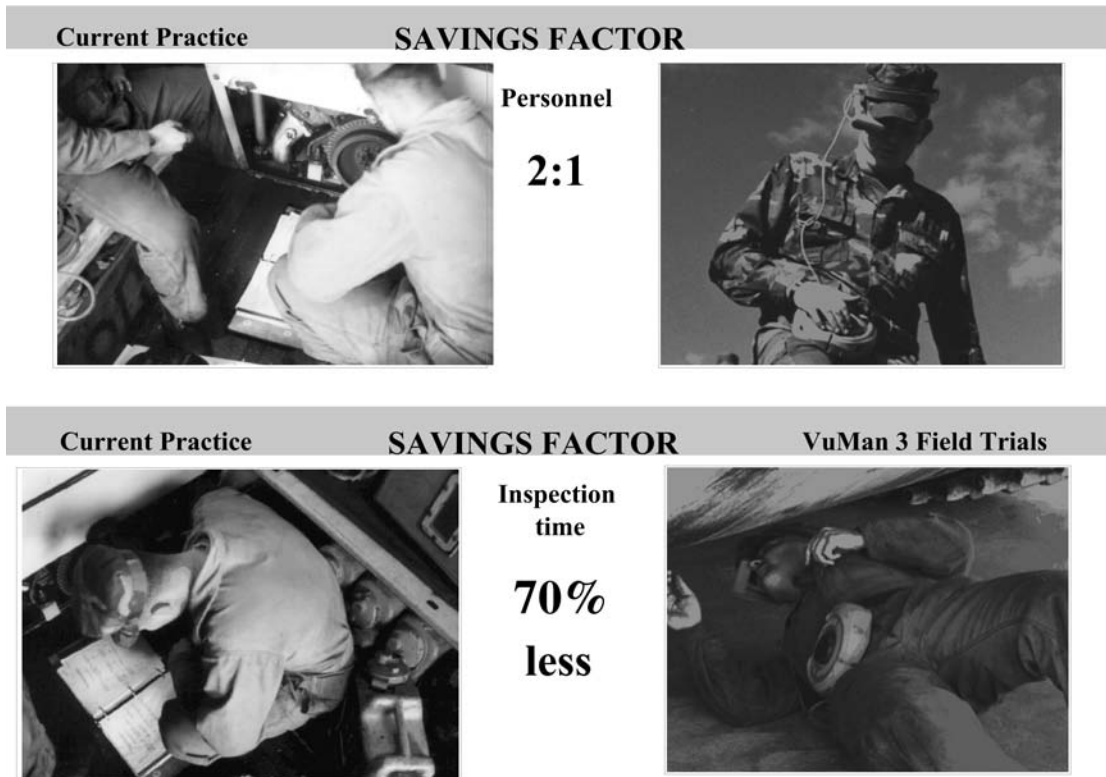 Current Practice
SAVINGS FACTOR
Personnel
2:1
Current Practice
SAVINGS FACTOR
VuMan 3 Field Trials
Inspection
time
70%
less